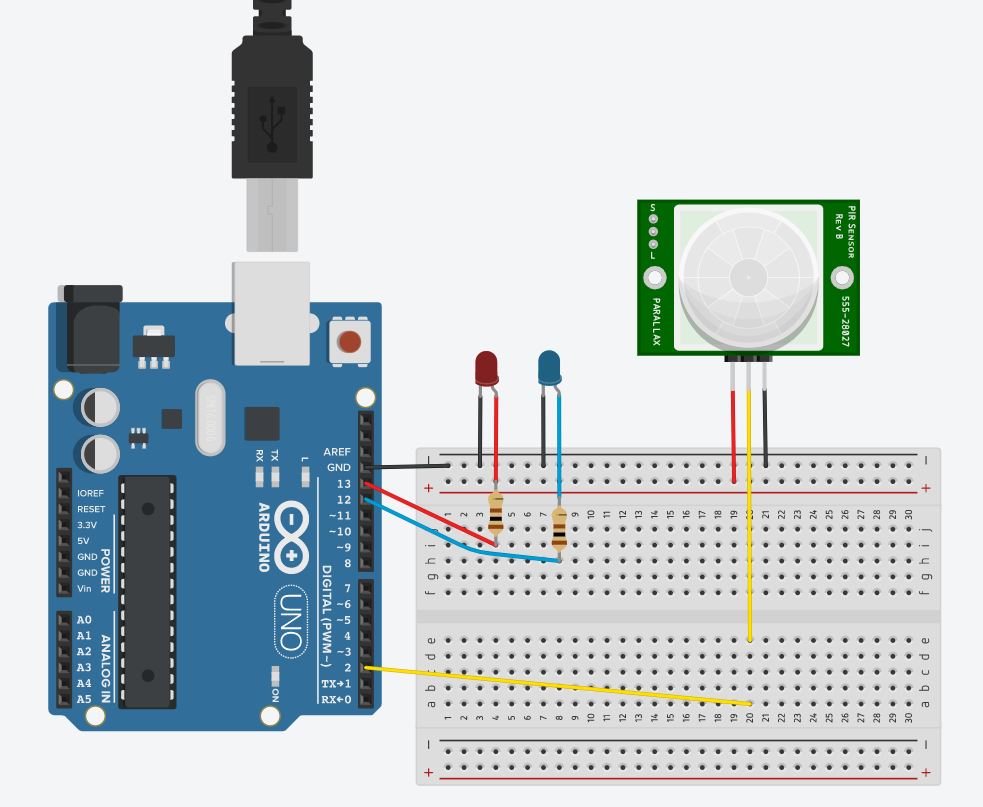 S
L
PIR SENSOR
REV B
PARALLAX
555-28027
AREF
GND
13
12
~11
~10
~9
8
7
~6
~5
4
~3
2
TX→1
RX←0
DIGITAL (PWM~)
IOREF
RESET
3.3V
5V
GND
GND
Vin
POWER
A0
A1
A2
A3
A4
A5
ANALOG IN
RX
TX
L
ARDUINO
UNO
ON
- -
+ +
1 2 3 4 5 6 7 8 9 10 11 12 13 14 15 16 17 18 19 20 21 22 23 24 25 26 27 28 29 30
j j
i i
h h
g g
f f
e e
d d
c c
b b
a a
1 2 3 4 5 6 7 8 9 10 11 12 13 14 15 16 17 18 19 20 21 22 23 24 25 26 27 28 29 30
- -
+ +